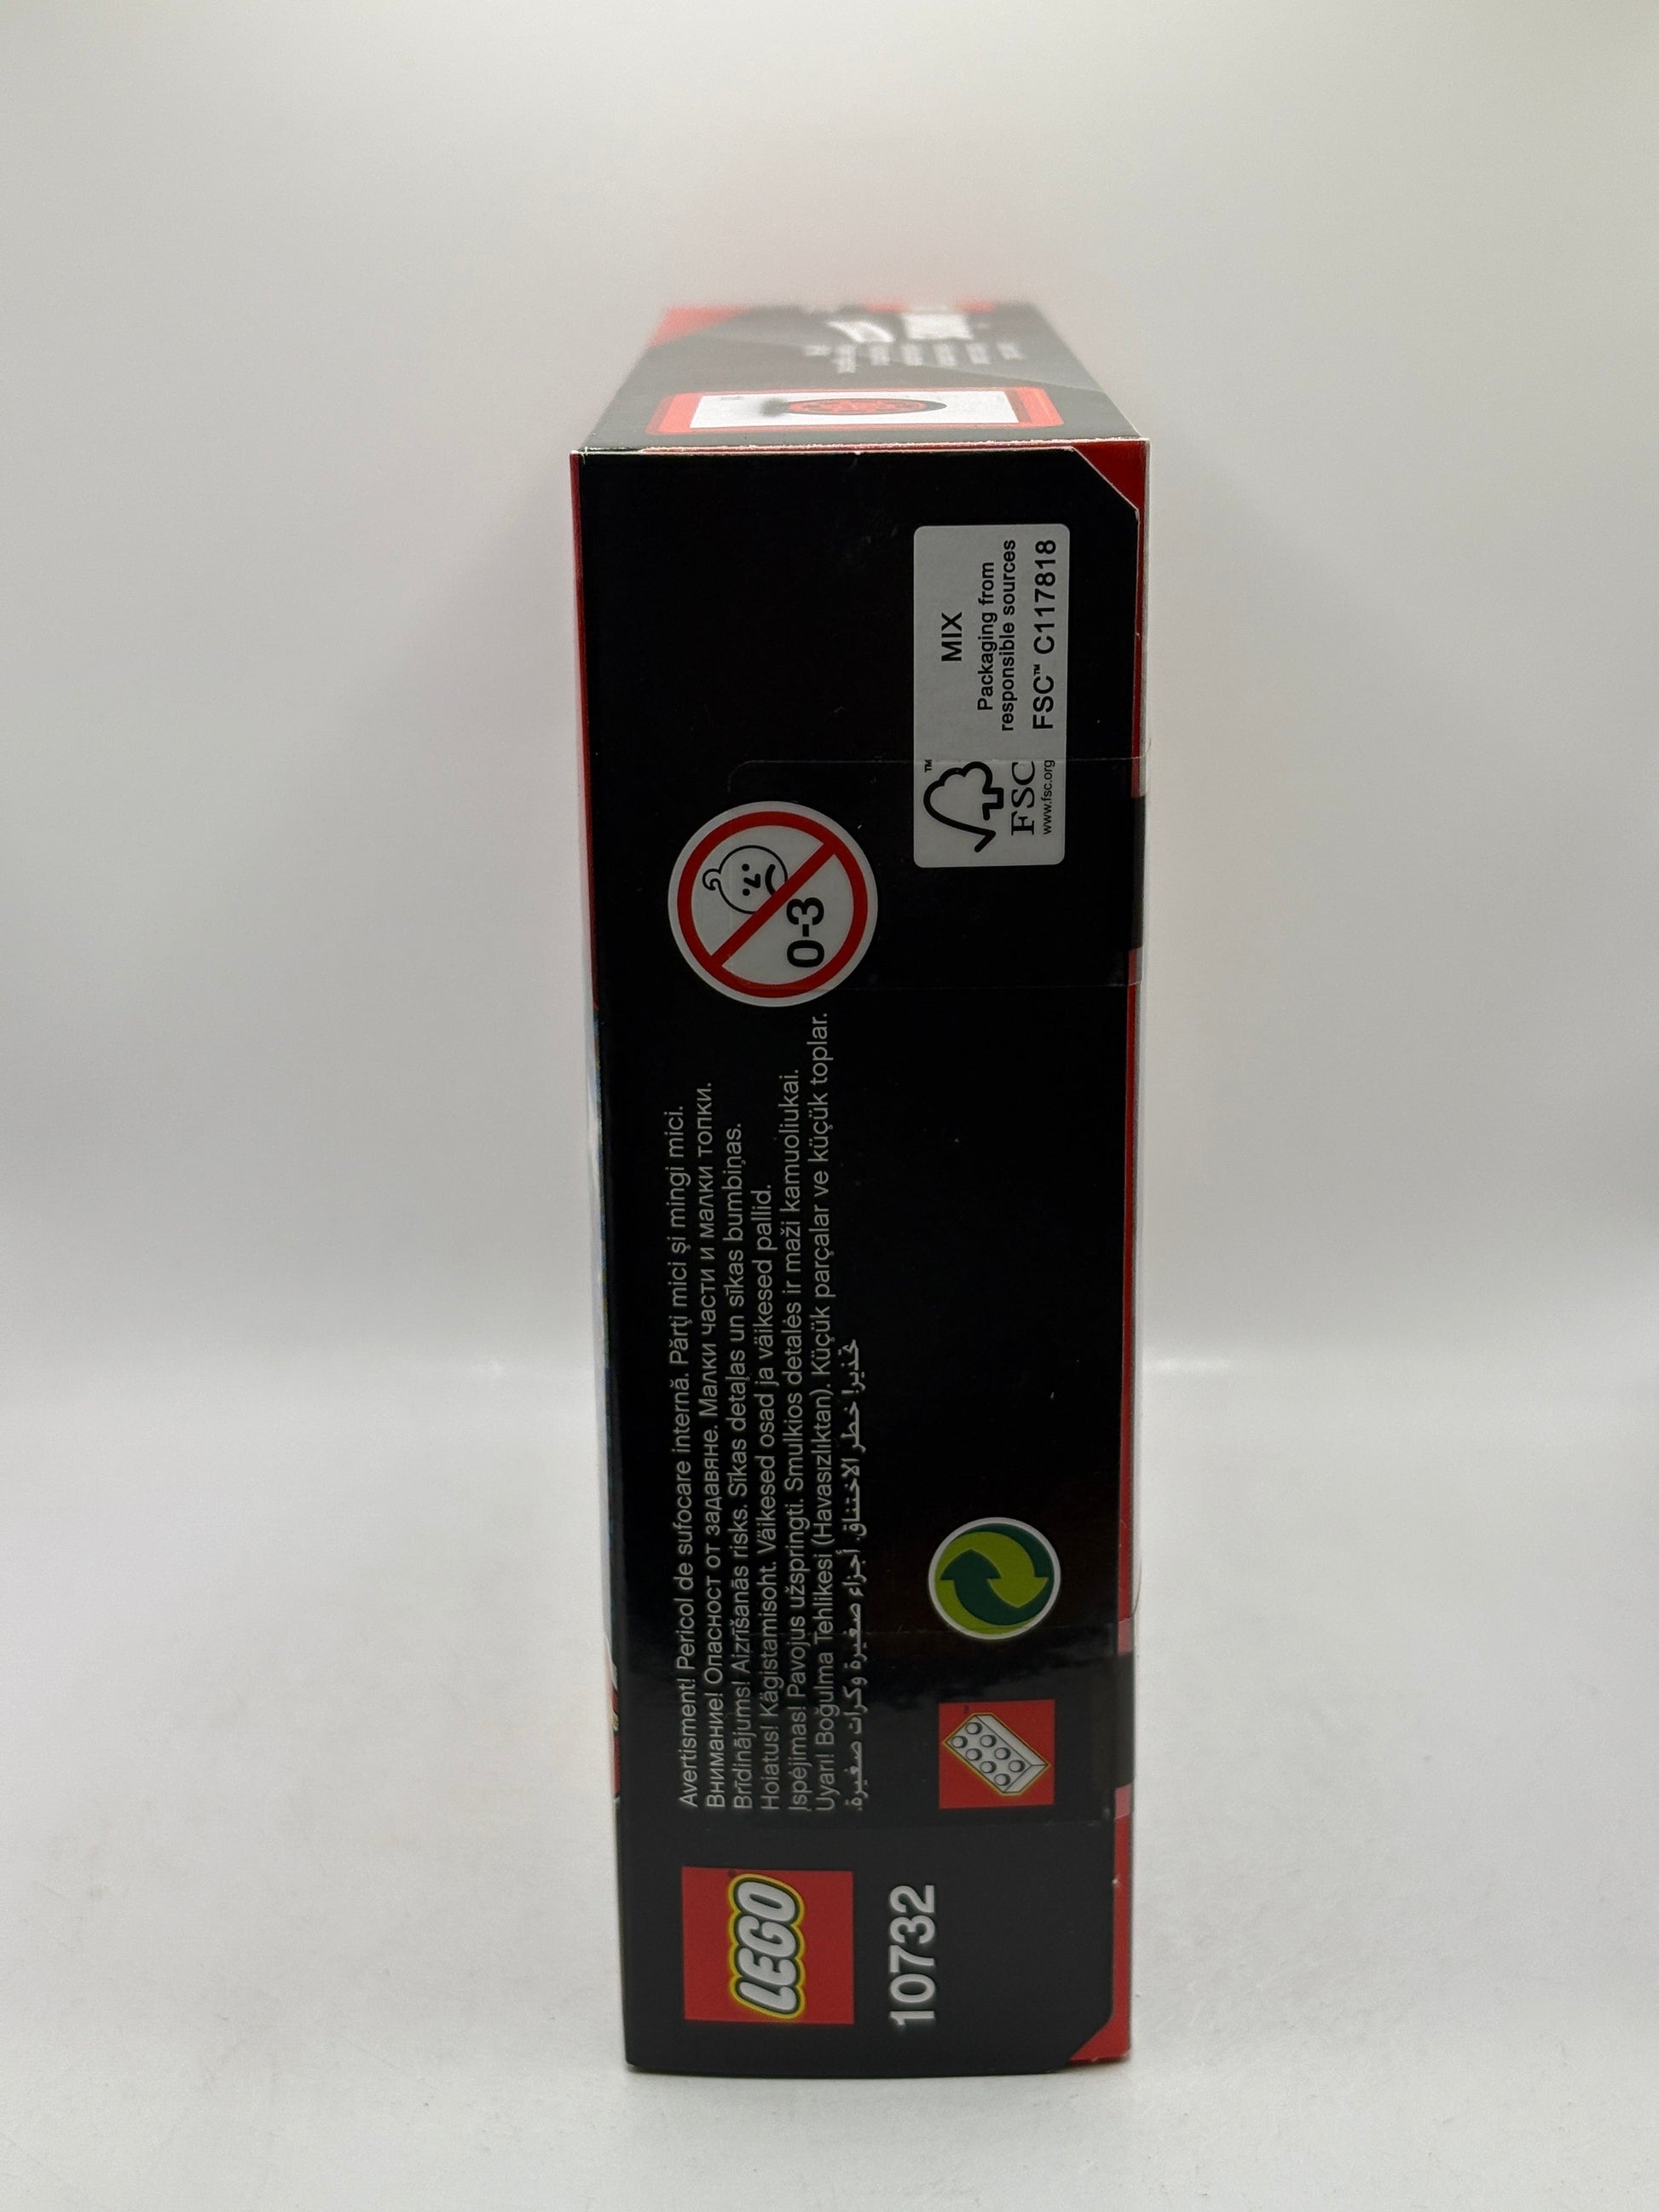 Avertisment! Pericol de sufocare internă. Părţi mici şi mingi mici.
Внимание! Опасност от задавяне. Малки части и малки топки.
Brīdinājums! Aizrīšanās risks. Sīkas detaļas un sīkas bumbiņas.
Hoiatus! Kägistamisoht. Väikesed osad ja väikesed pallid.
Įspėjimas! Pavojus užspringti. Smulkios detalės ir maži kamuoliukai.
Uyarı! Boğulma Tehlikesi (Havasızlıktan). Küçük parçalar ve küçük toplar.
تحذير! خطر الاختناق. أجزاء صغيرة وكرات صغيرة.
0-3
LEGO
10732
MIX
Packaging from
responsible sources
FSC™ C117818
™
FSC
www.fsc.org